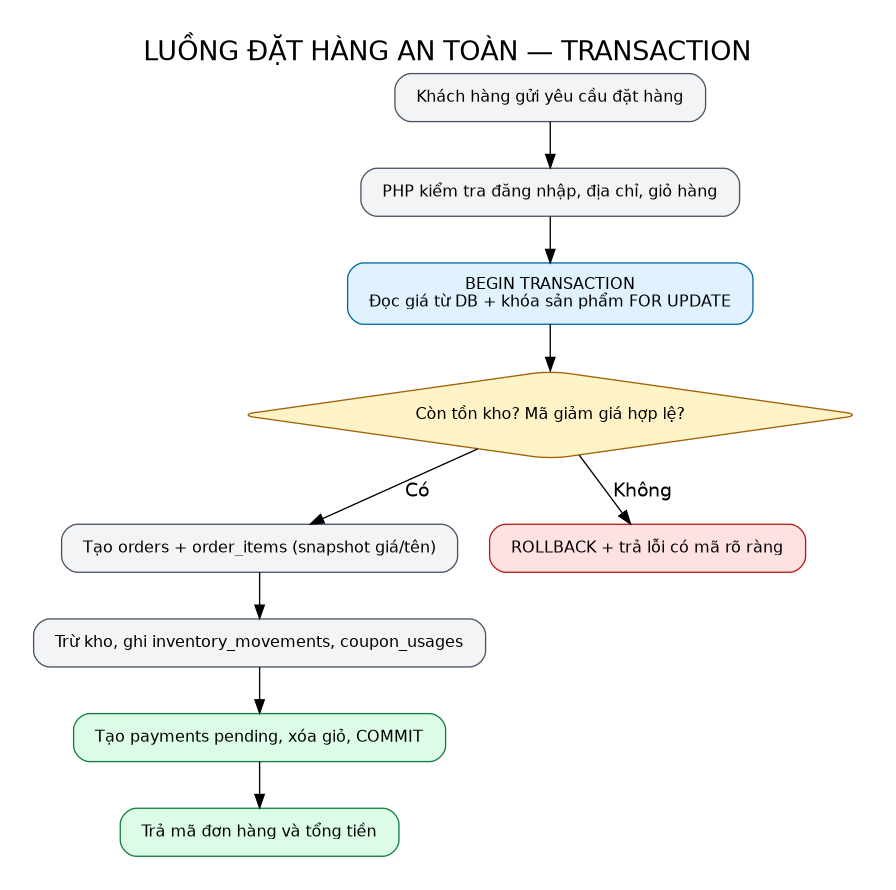 LUỒNG ĐẶT HÀNG AN TOÀN — TRANSACTION
Khách hàng gửi yêu cầu đặt hàng
PHP kiểm tra đăng nhập, địa chỉ, giỏ hàng
BEGIN TRANSACTION
Đọc giá từ DB + khóa sản phẩm FOR UPDATE
Còn tồn kho? Mã giảm giá hợp lệ?
Có
Không
Tạo orders + order_items (snapshot giá/tên)
ROLLBACK + trả lỗi có mã rõ ràng
Trừ kho, ghi inventory_movements, coupon_usages
Tạo payments pending, xóa giỏ, COMMIT
Trả mã đơn hàng và tổng tiền